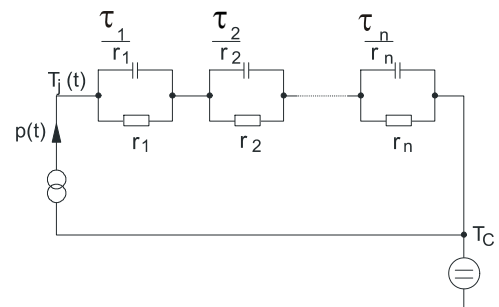 τ1/r1 τ2/r2 τn/rn
Tj(t)
r1 r2 rn
p(t)
TC